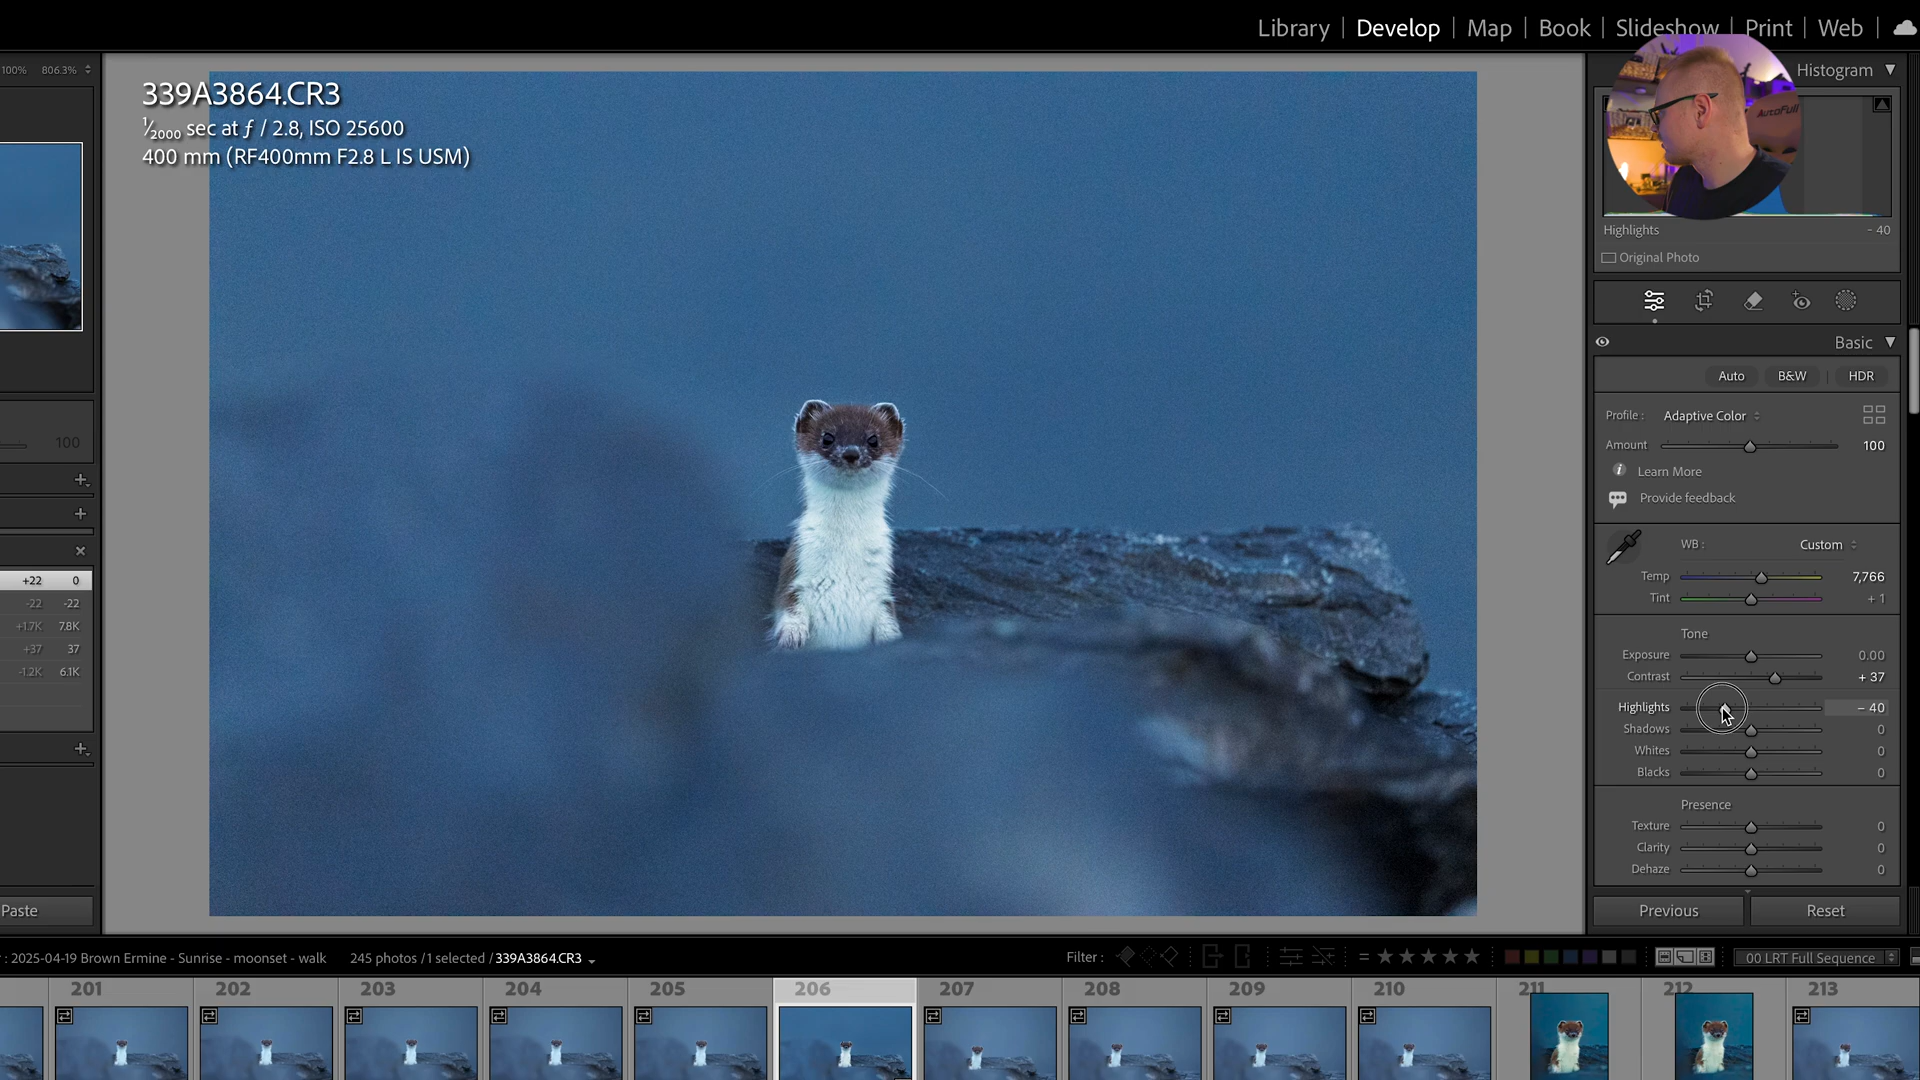 Library | Develop | Map | Book | Slideshow | Print | Web
100% 806.3%
Histogram
339A3864.CR3
1/2000 sec at ƒ / 2.8, ISO 25600
400 mm (RF400mm F2.8 L IS USM)
AutoFull
Highlights - 40
Original Photo
Basic
Auto B&W | HDR
Profile : Adaptive Color
Amount 100
Learn More
Provide feedback
WB : Custom
Temp 7,766
Tint + 1
Tone
Exposure 0.00
Contrast + 37
Highlights - 40
Shadows 0
Whites 0
Blacks 0
Presence
Texture 0
Clarity 0
Dehaze 0
Previous Reset
100
+22 0
-22 -22
+1.7K 7.8K
+37 37
-1.2K 6.1K
Paste
: 2025-04-19 Brown Ermine - Sunrise - moonset - walk 245 photos / 1 selected / 339A3864.CR3
Filter : = 00 LRT Full Sequence
201 202 203 204 205 206 207 208 209 210 211 212 213